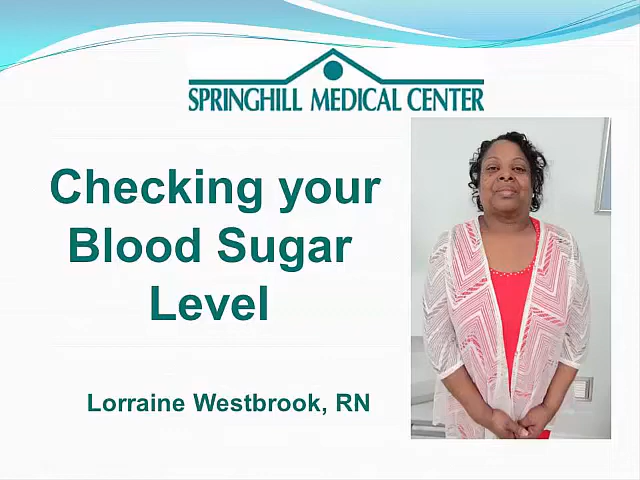 SPRINGHILL MEDICAL CENTER
Checking your
Blood Sugar
Level
Lorraine Westbrook, RN